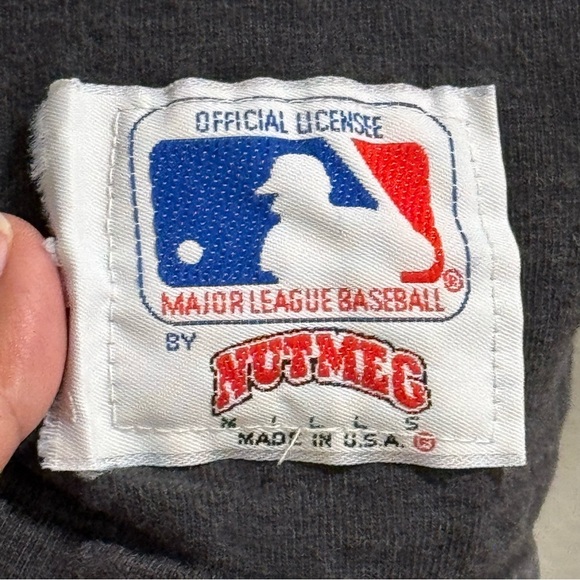 OFFICIAL LICENSEE
®
MAJOR LEAGUE BASEBALL
BY
NUTMEG
MILLS
MADE IN U.S.A. ®